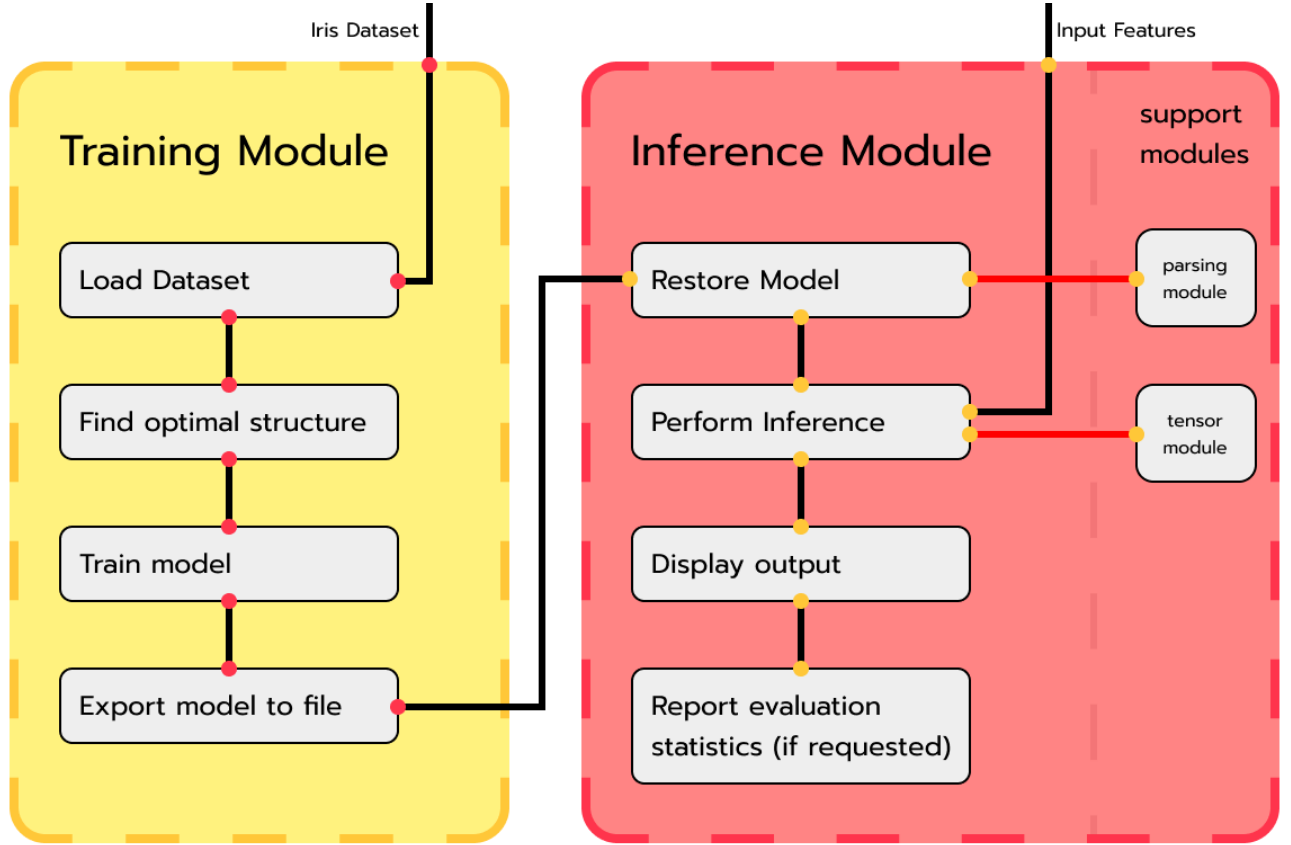 Iris Dataset
Input Features
Training Module
Load Dataset
Find optimal structure
Train model
Export model to file
Inference Module
Restore Model
Perform Inference
Display output
Report evaluation
statistics (if requested)
support
modules
parsing
module
tensor
module